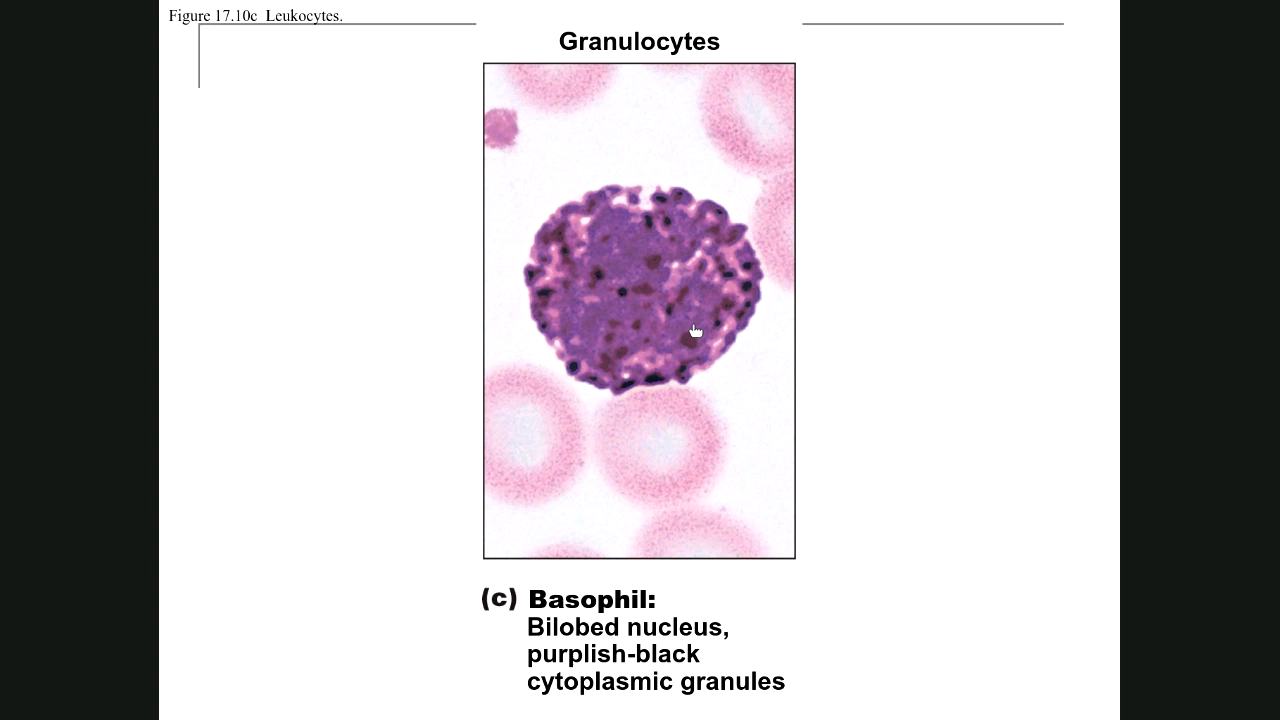 Figure 17.10c  Leukocytes.
Granulocytes
(c) Basophil:
Bilobed nucleus,
purplish-black
cytoplasmic granules